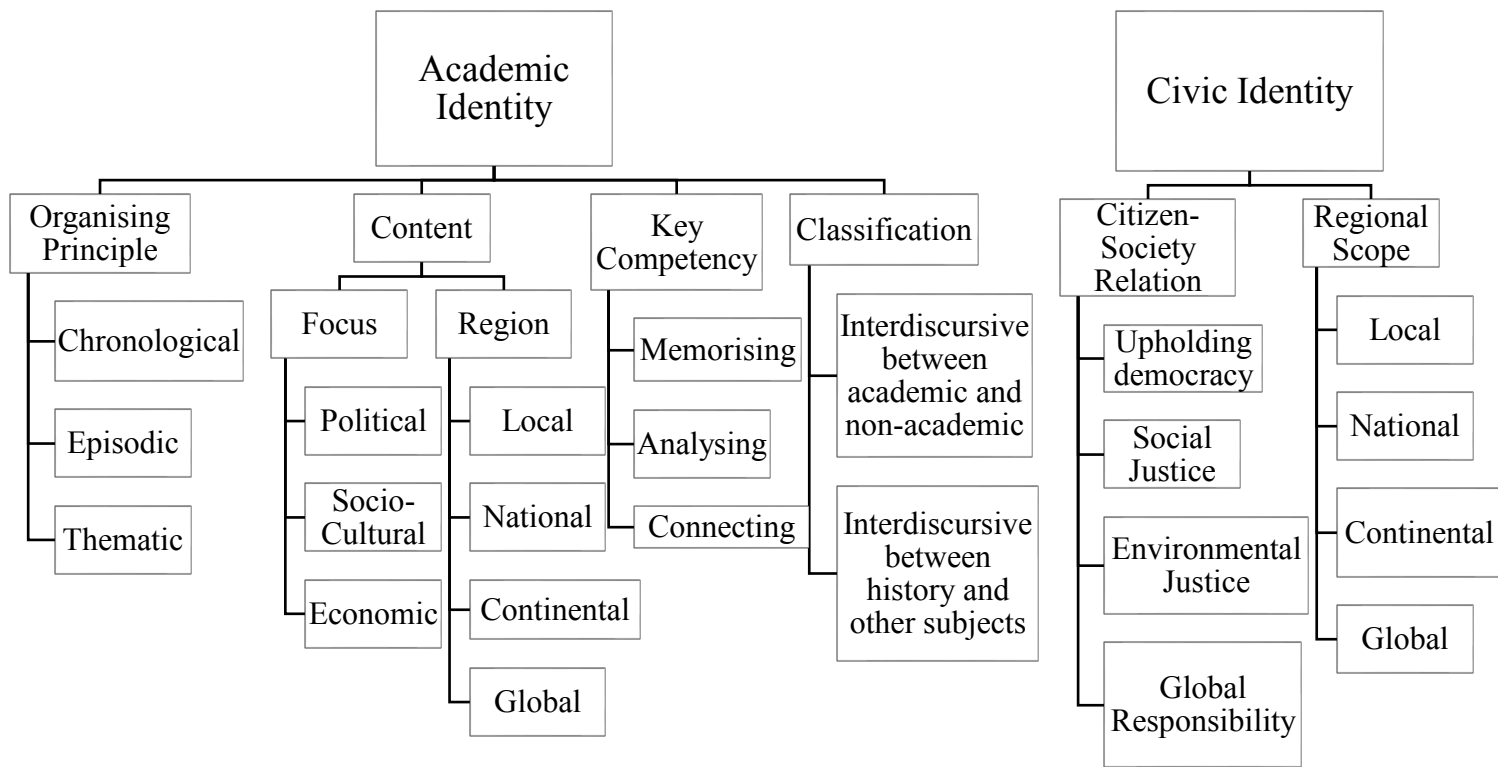 Academic
Identity
Organising
Principle
Chronological
Episodic
Thematic
Content
Focus
Political
Socio-
Cultural
Economic
Region
Local
National
Continental
Global
Key
Competency
Memorising
Analysing
Connecting
Classification
Interdiscursive
between
academic and
non-academic
Interdiscursive
between
history and
other subjects
Civic Identity
Citizen-
Society
Relation
Upholding
democracy
Social
Justice
Environmental
Justice
Global
Responsibility
Regional
Scope
Local
National
Continental
Global